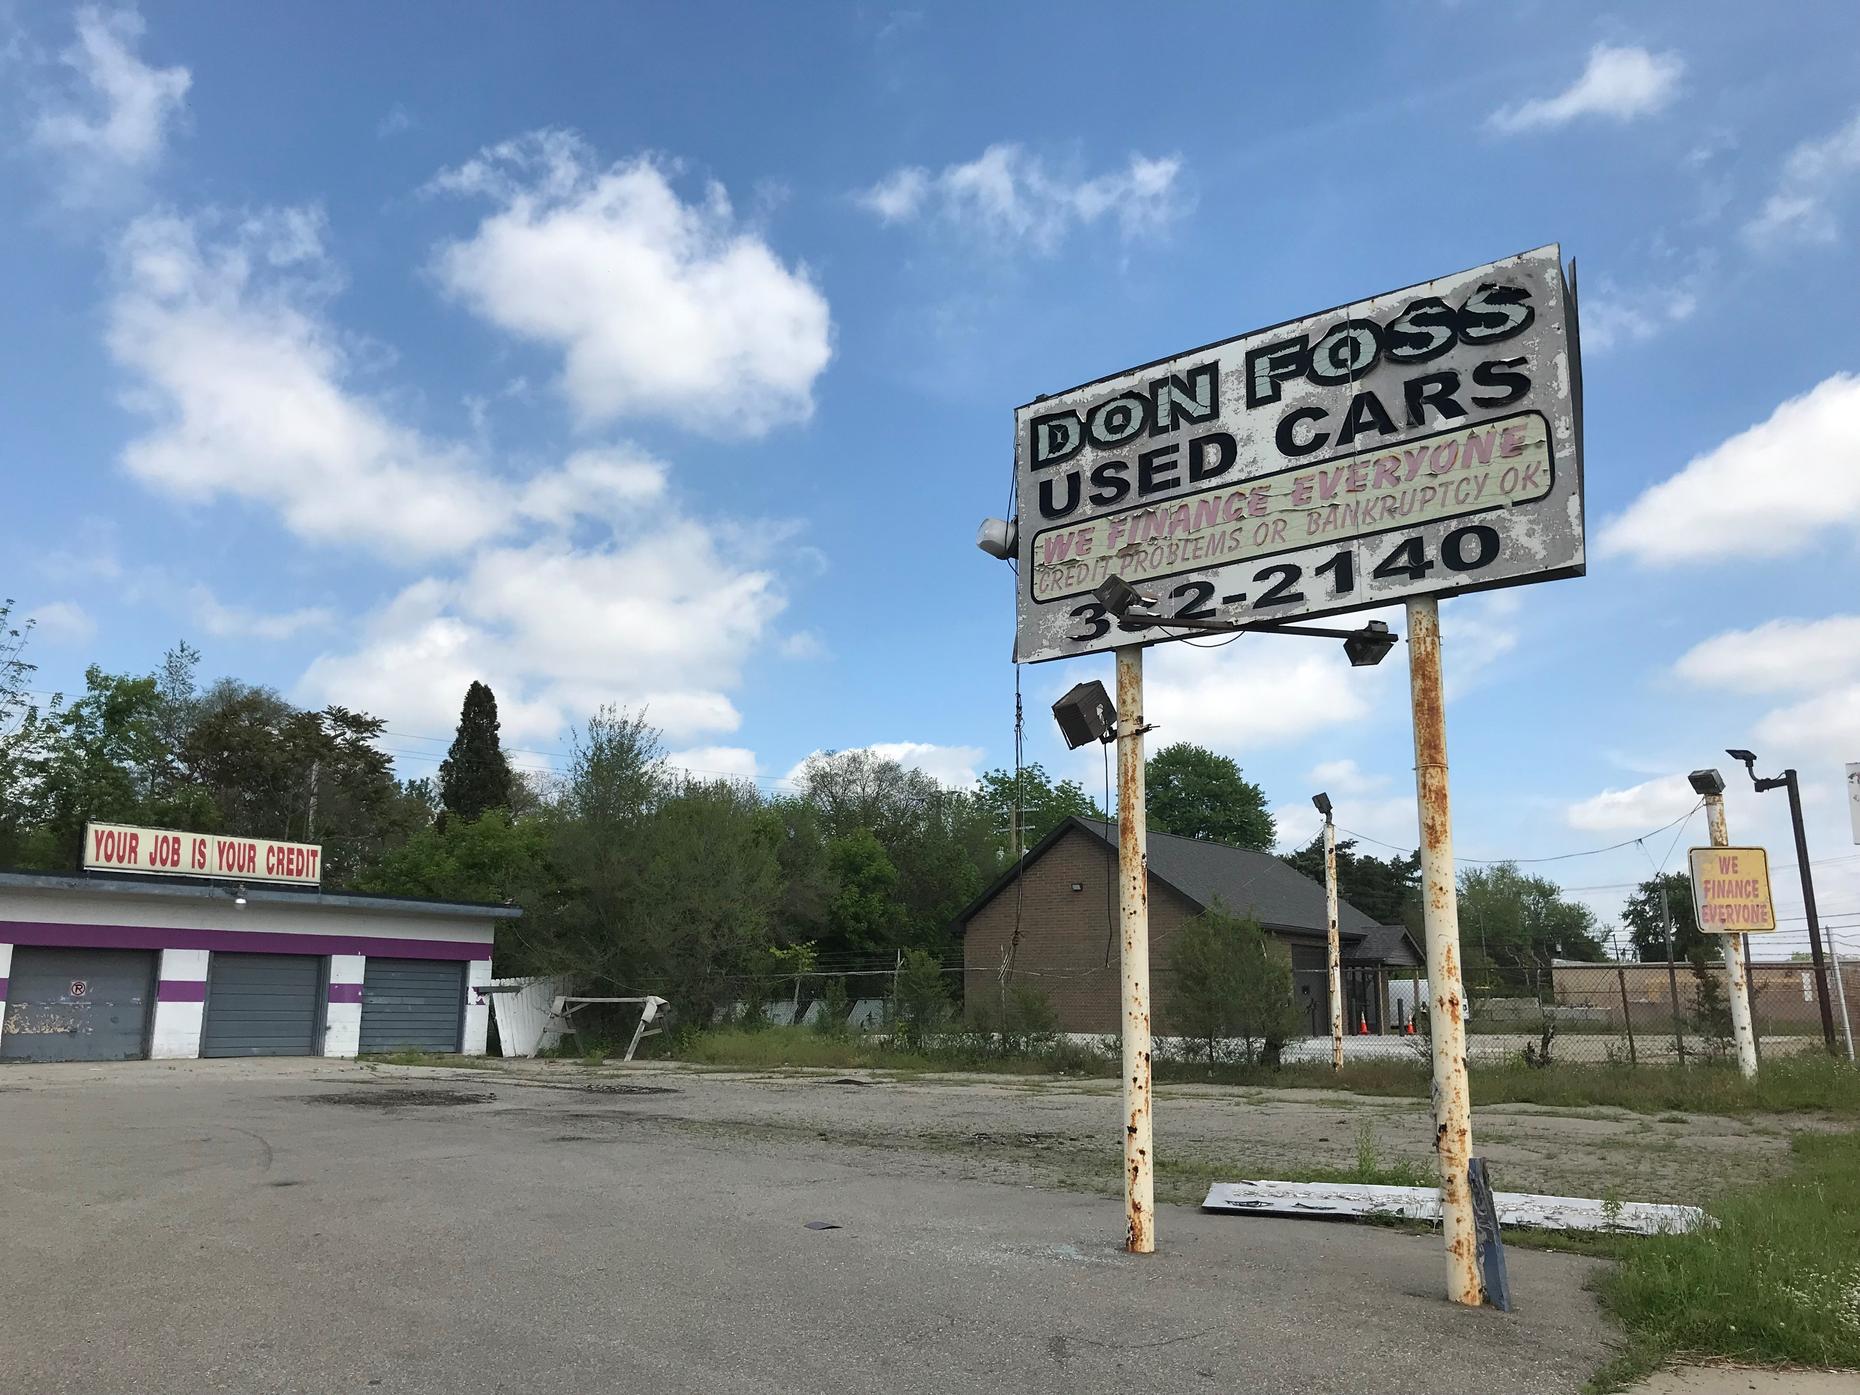 DON FOSS
USED CARS
WE FINANCE EVERYONE
CREDIT PROBLEMS OR BANKRUPTCY OK
332-2140
YOUR JOB IS YOUR CREDIT
WE
FINANCE
EVERYONE